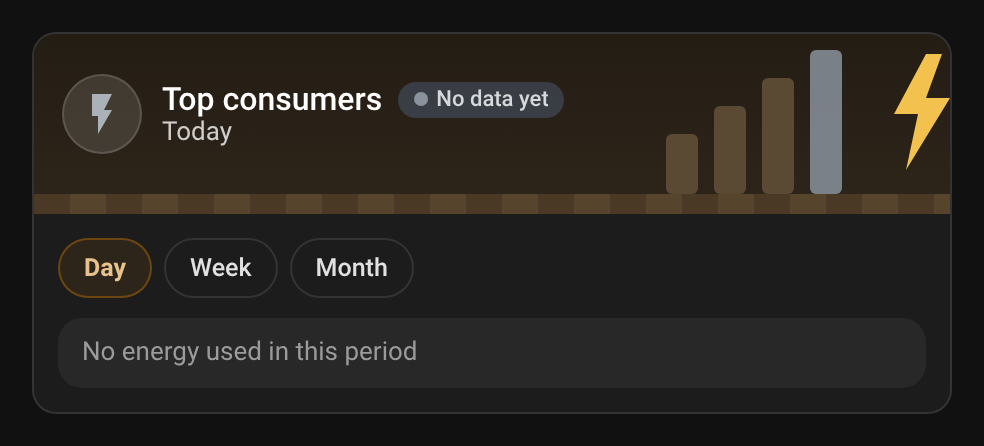 Top consumers
No data yet
Today
Day
Week
Month
No energy used in this period